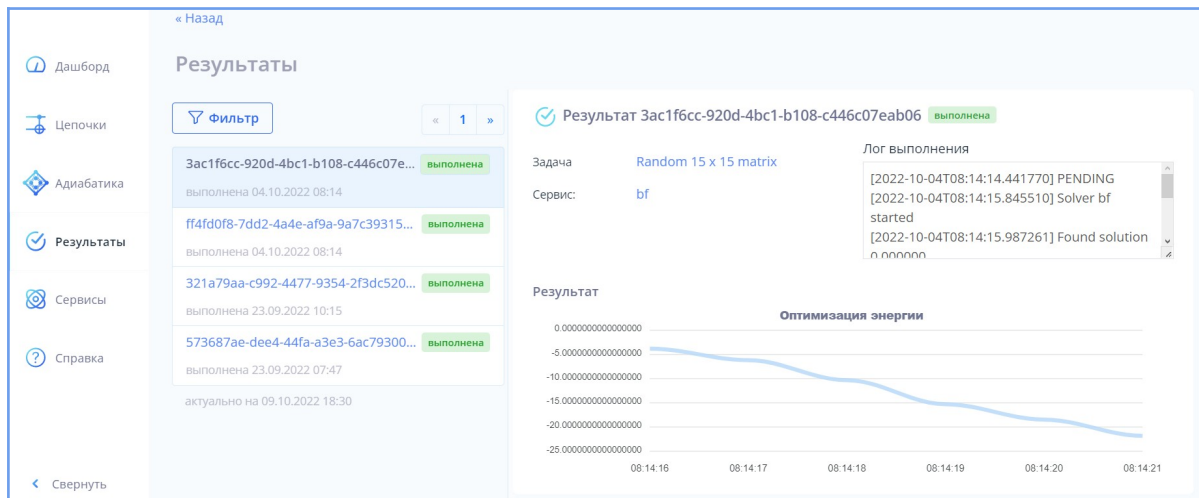 « Назад
Дашборд
Цепочки
Адиабатика
Результаты
Сервисы
Справка
Свернуть
Результаты
Фильтр
« 1 »
3ac1f6cc-920d-4bc1-b108-c446c07e... выполнена
выполнена 04.10.2022 08:14
ff4fd0f8-7dd2-4a4e-af9a-9a7c39315... выполнена
выполнена 04.10.2022 08:14
321a79aa-c992-4477-9354-2f3dc520... выполнена
выполнена 23.09.2022 10:15
573687ae-dee4-44fa-a3e3-6ac79300... выполнена
выполнена 23.09.2022 07:47
актуально на 09.10.2022 18:30
Результат 3ac1f6cc-920d-4bc1-b108-c446c07eab06 выполнена
Задача Random 15 x 15 matrix
Сервис: bf
Лог выполнения
[2022-10-04T08:14:14.441770] PENDING
[2022-10-04T08:14:15.845510] Solver bf
started
[2022-10-04T08:14:15.987261] Found solution
0.000000
Результат
Оптимизация энергии
0.0000000000000000
-5.0000000000000000
-10.0000000000000000
-15.0000000000000000
-20.0000000000000000
-25.0000000000000000
08:14:16 08:14:17 08:14:18 08:14:19 08:14:20 08:14:21